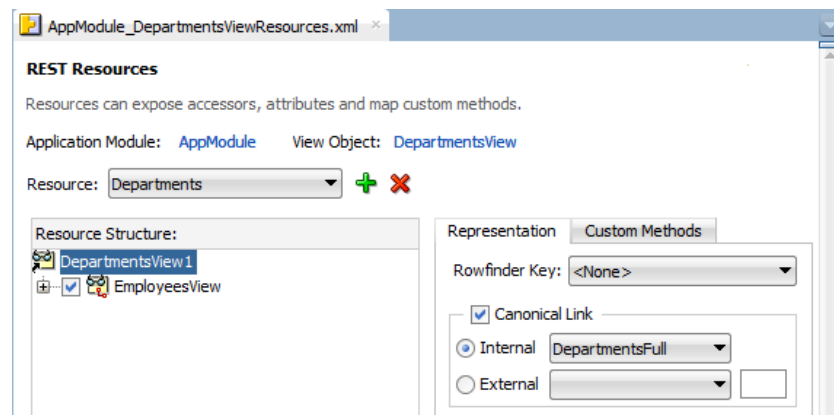 AppModule_DepartmentsViewResources.xml
REST Resources
Resources can expose accessors, attributes and map custom methods.
Application Module: AppModule View Object: DepartmentsView
Resource: Departments
Resource Structure:
DepartmentsView1
EmployeesView
Representation Custom Methods
Rowfinder Key: <None>
Canonical Link
Internal DepartmentsFull
External